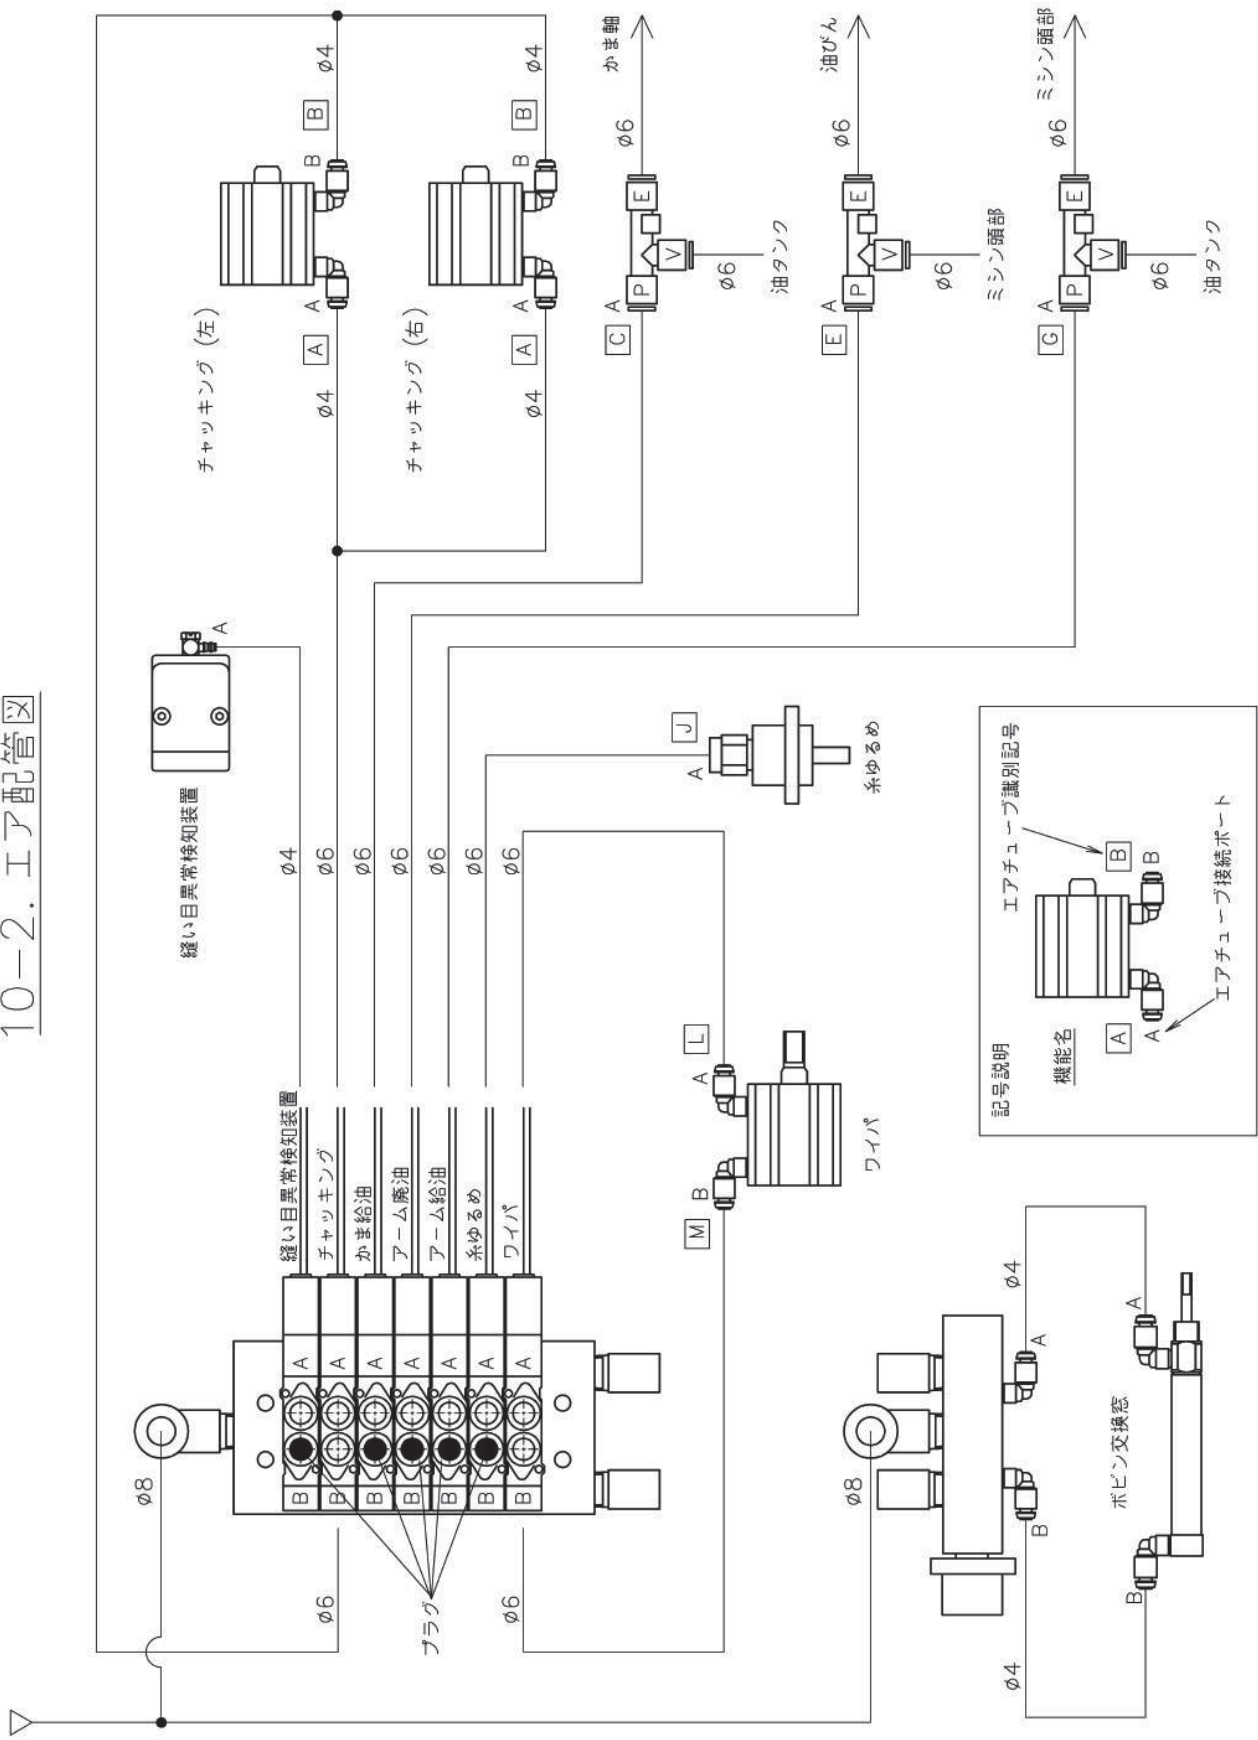 10-2. エア配管図
φ8
縫い目異常検知装置
A
φ4
縫い目異常検知装置
B A
チャッキング
B A
かま給油
B A
アーム廃油
B A
アーム給油
B A
糸ゆるめ
B A
ワイパ
B A
φ6
φ6
プラグ
φ4
φ6
φ6
φ6
φ6
φ6
φ6
チャッキング (左)
φ4
A
A
B
B
φ4
チャッキング (右)
φ4
A
A
B
B
φ4
C
A
P
E
V
φ6
かま軸
φ6
油タンク
E
A
P
E
V
φ6
油びん
φ6
ミシン頭部
G
A
P
E
V
φ6
ミシン頭部
φ6
油タンク
J
A
糸ゆるめ
M
B
A
L
ワイパ
φ8
B
A
φ4
φ4
ボビン交換窓
B
A
記号説明
エアチューブ識別記号
機能名
A
B
A
B
エアチューブ接続ポート